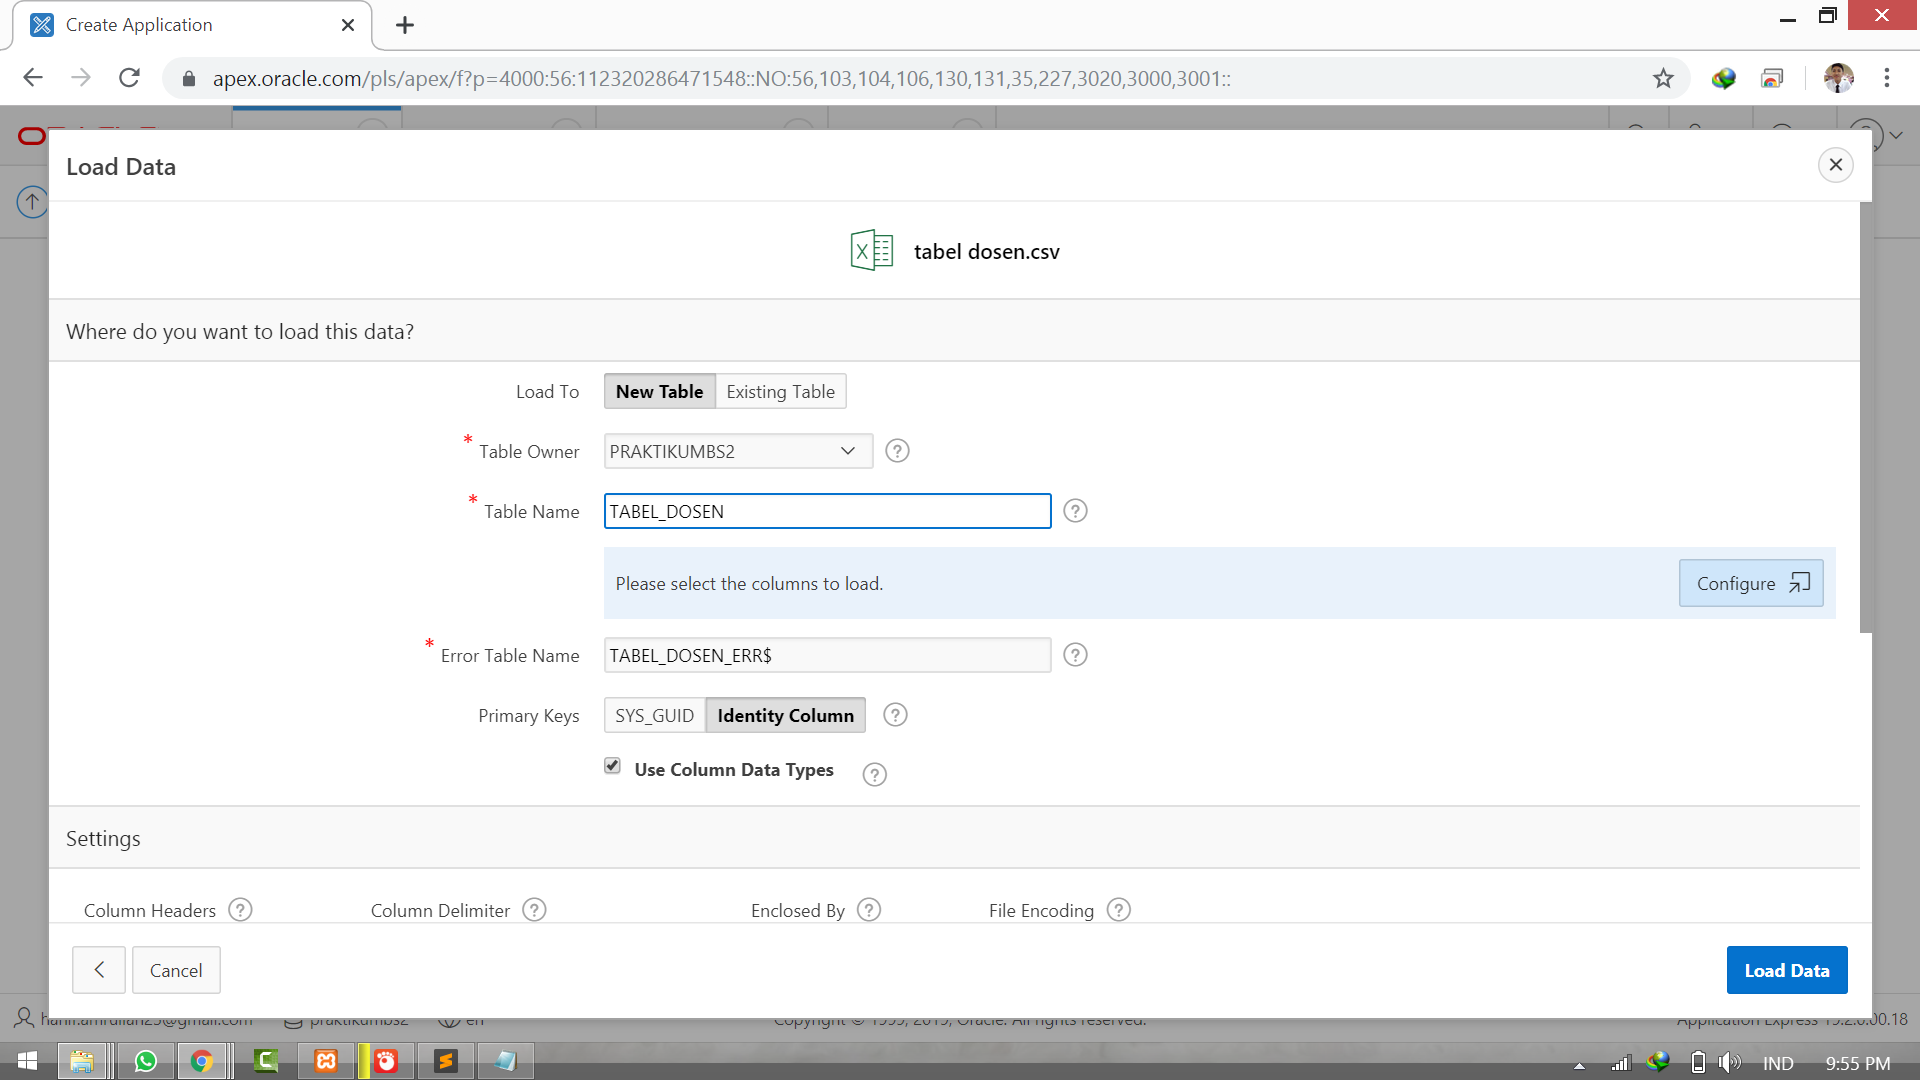 Create Application
apex.oracle.com/pls/apex/f?p=4000:56:112320286471548::NO:56,103,104,106,130,131,35,227,3020,3000,3001::
Load Data
tabel dosen.csv
Where do you want to load this data?
Load To New Table Existing Table
* Table Owner PRAKTIKUMBS2 ?
* Table Name TABEL_DOSEN ?
Please select the columns to load. Configure
* Error Table Name TABEL_DOSEN_ERR$ ?
Primary Keys SYS_GUID Identity Column ?
Use Column Data Types ?
Settings
Column Headers ? Column Delimiter ? Enclosed By ? File Encoding ?
Cancel Load Data
hanif.amrullah25@gmail.com praktikumbs2 en Copyright © 1999, 2019, Oracle. All rights reserved. Application Express 19.2.0.00.18
IND 9:55 PM